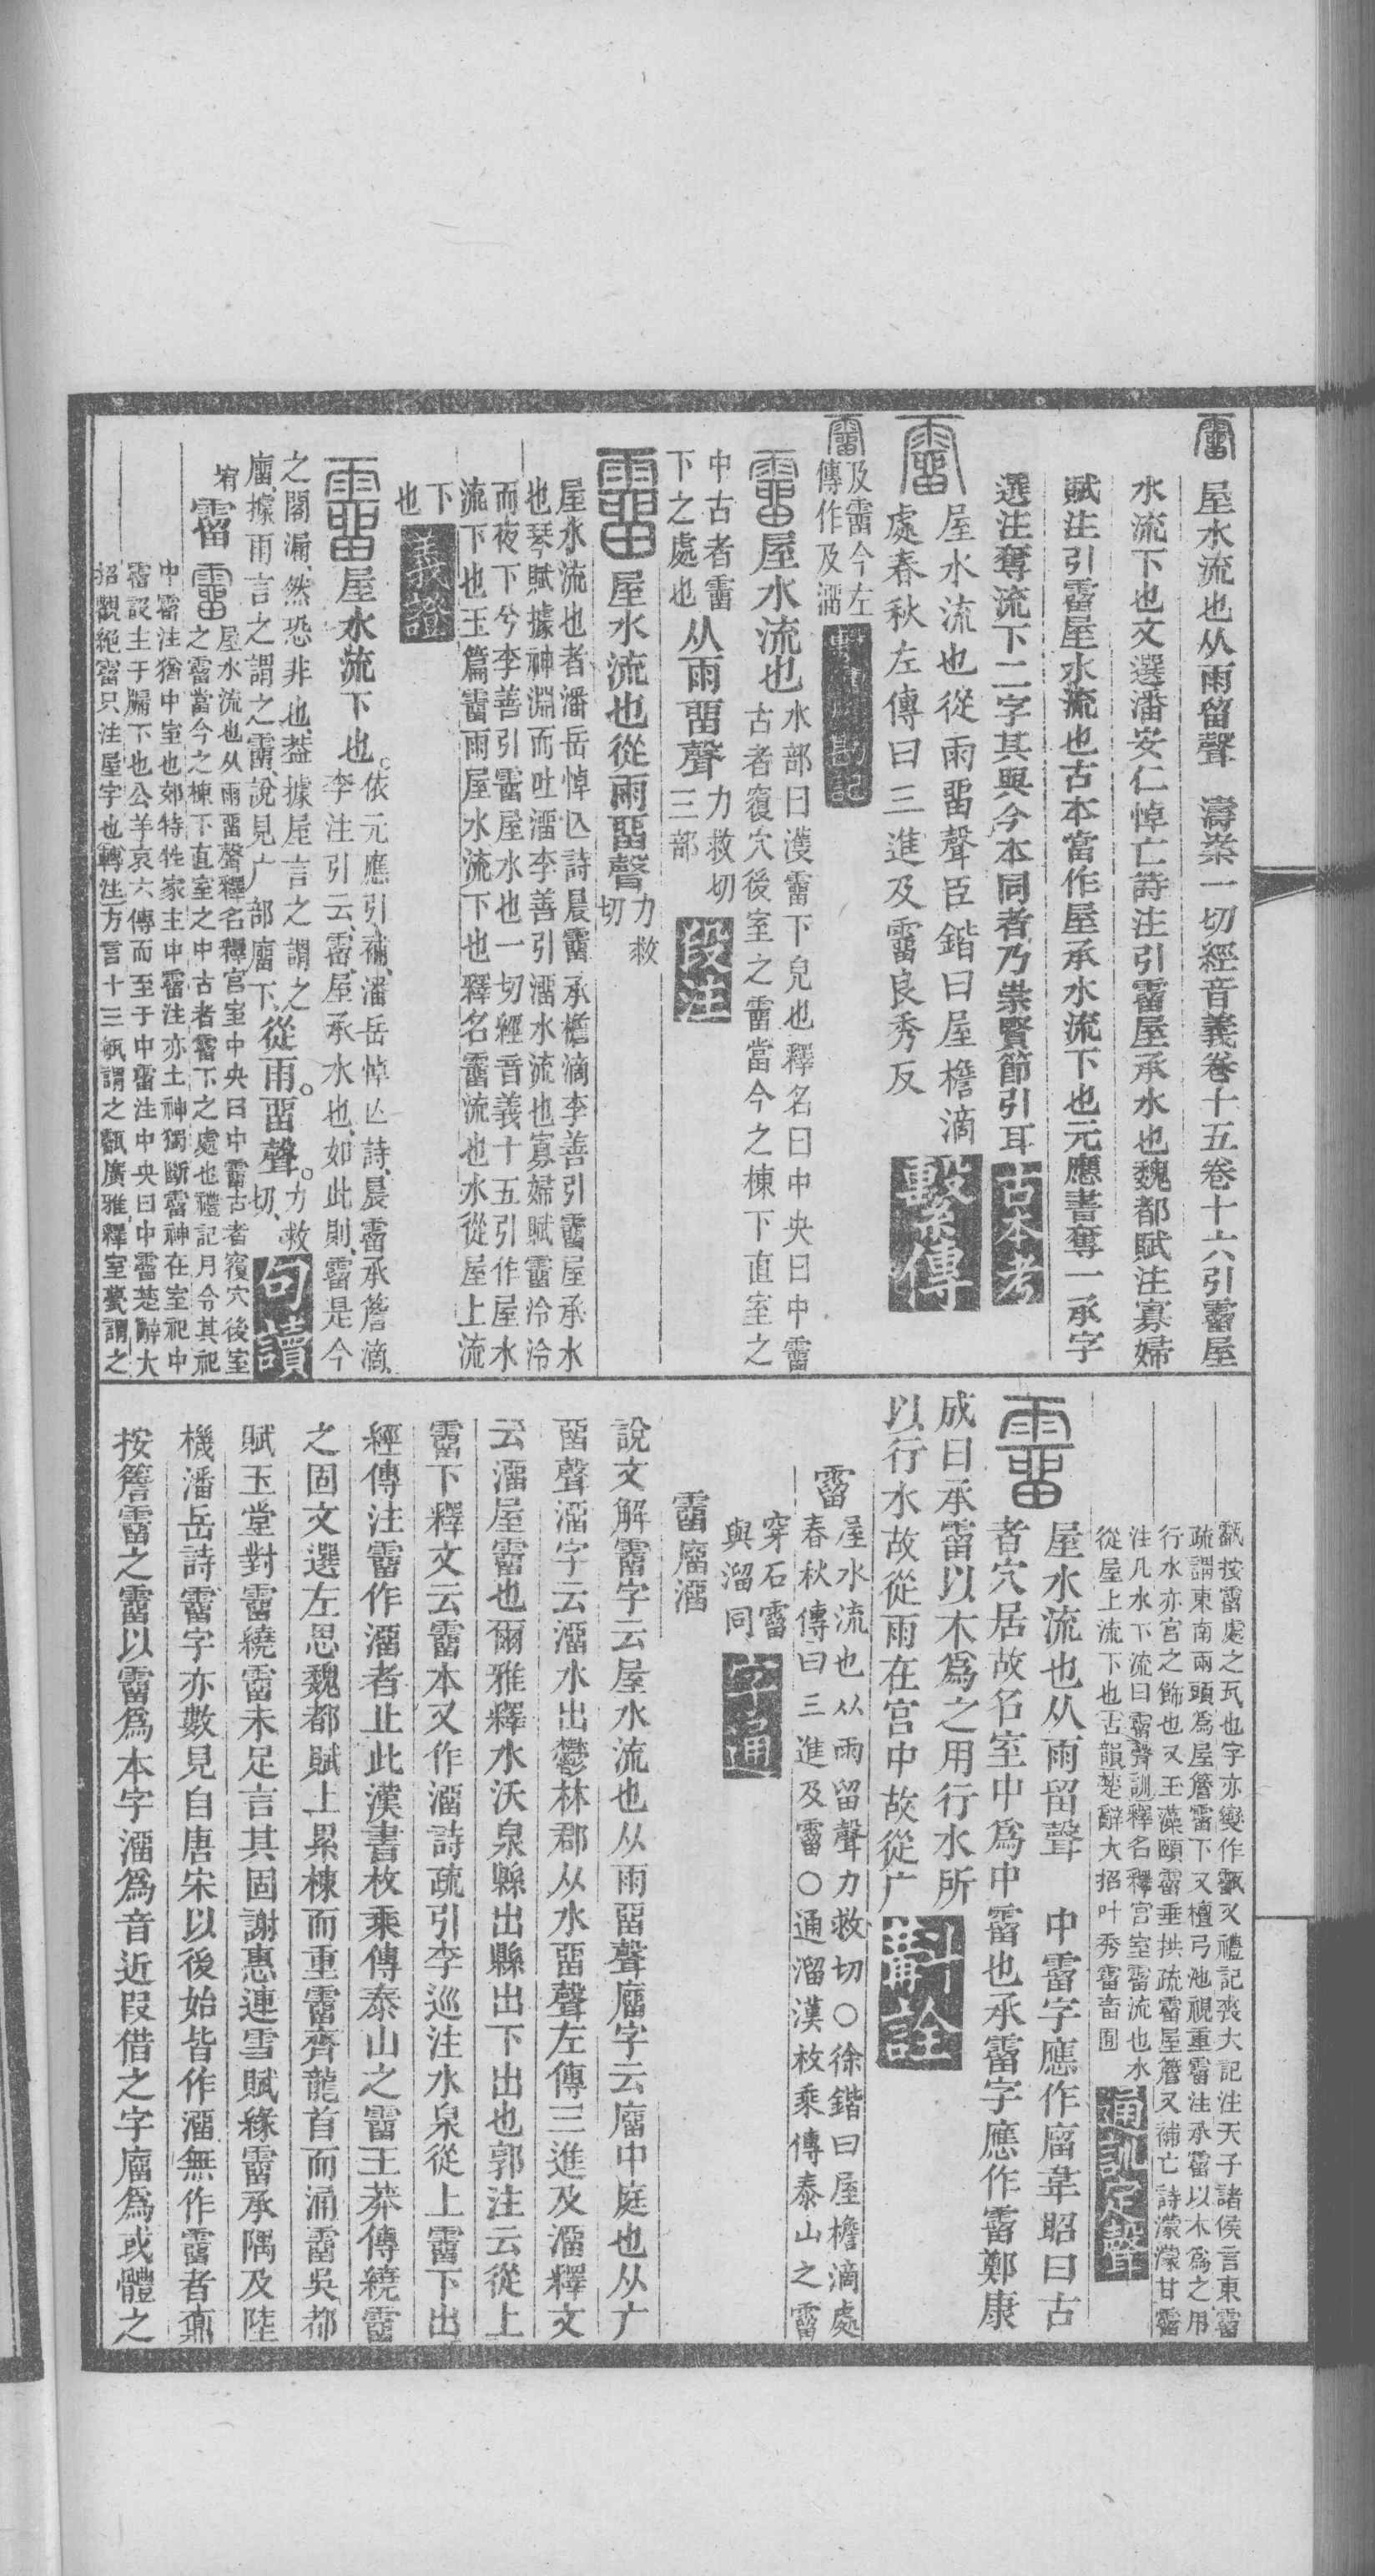 霤 屋水流也从雨留聲 濤案一切經音義卷十五卷十六引霤屋
水流下也文選潘安仁悼亡詩注引霤屋承水也魏都賦注寡婦
賦注引霤屋水流也古本當作屋承水流下也元應書奪一承字
選注奪流下二字其與今本同者乃崇賢節引耳 古本考
霤 屋水流也從雨畱聲臣鍇曰屋檐滴
處春秋左傳曰三進及霤良秀反 繫傳
霤 及霤今左
傳作及溜
霤 屋水流也 水部曰濩霤下皃也釋名曰中央曰中霤
古者寢穴後室之霤當今之棟下直室之
中古者霤
下之處也 从雨畱聲 力救切
三部 段注
霤 屋水流也從雨畱聲 力救
切
屋水流也者潘岳悼亾詩晨霤承檐滴李善引霤屋承水
也琴賦據神淵而吐溜李善引溜水流也寡婦賦霤泠泠
而夜下兮李善引霤屋水也一切經音義十五引作屋水
流下也玉篇霤雨屋水流下也釋名霤流也水從屋上流
下
也 義證
霤 屋水流下也。 依元應引補、潘岳悼亾詩、晨霤承簷滴、
李注引云、霤、屋承水也、如此則、霤是今
之閣漏、然恐非也、葢據屋言之謂之
廇、據雨言之謂之霤、說見广部廇下、 從雨。畱聲。 力救
切、 句讀
宥 霤 霤 屋水流也从雨畱聲釋名釋宮室中央曰中霤古者寢穴後室
之霤當今之棟下直室之中古者霤下之處也禮記月令其祀
中霤注猶中室也郊特牲家主中霤注亦土神獨斷霤神在室祀中
霤設主于牖下也公羊哀六傳而至于中霤注中央曰中霤楚辭大
招觀絕霤只注屋宇也轉注方言十三甂謂之甌廣雅釋室甍謂之
甌按霤處之瓦也字亦變作甌又禮記喪大記注天子諸侯言東霤
疏謂東南兩頭爲屋簷霤下又檀弓池視重霤注承霤以木爲之用
行水亦宮之飾也又玉藻頤霤垂拱疏霤屋簷又補亡詩濛濛甘霤
注凡水下流曰霤聲訓釋名釋宮室霤流也水
從屋上流下也古韻楚辭大招叶秀霤畜囿 通訓定聲
霤 屋水流也从雨留聲 中霤字應作廇韋昭曰古
者穴居故名室中爲中霤也承霤字應作霤鄭康
成曰承霤以木爲之用行水所
以行水故從雨在宮中故從广 斠詮
霤 屋水流也从雨留聲力救切○徐鍇曰屋檐滴處
春秋傳曰三進及霤○通溜漢枚乘傳泰山之霤
穿石霤
與溜同 字通
霤廇溜
說文解霤字云屋水流也从雨畱聲廇字云廇中庭也从广
畱聲溜字云溜水出鬱林郡从水畱聲左傳三進及溜釋文
云溜屋霤也爾雅釋水沃泉縣出縣出下出也郭注云從上
霤下釋文云霤本又作溜詩疏引李巡注水泉從上霤下出
經傳注霤作溜者止此漢書枚乘傳泰山之霤王莽傳繞霤
之固文選左思魏都賦上累棟而重霤齊龍首而涌霤吳都
賦玉堂對霤繞霤未足言其固謝惠連雪賦緣霤承隅及陸
機潘岳詩霤字亦數見自唐宋以後始皆作溜無作霤者鼒
按簷霤之霤以霤爲本字溜爲音近叚借之字廇爲或體之